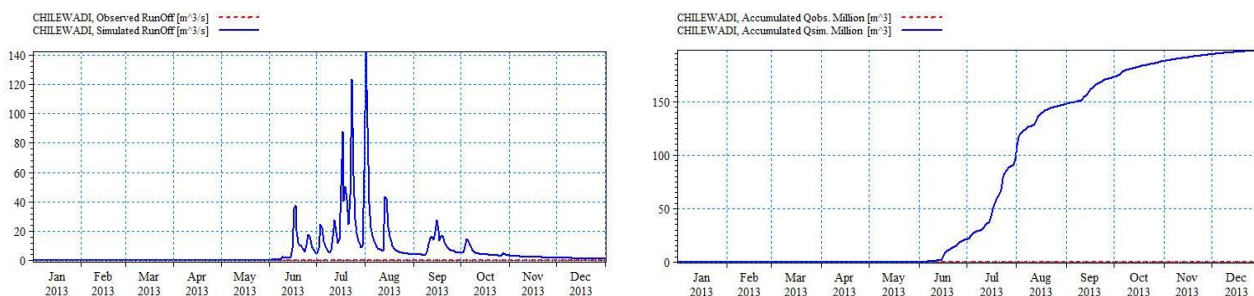 CHILEWADI, Observed RunOff [m^3/s]
CHILEWADI, Simulated RunOff [m^3/s]
140
120
100
80
60
40
20
0
Jan Feb Mar Apr May Jun Jul Aug Sep Oct Nov Dec
2013 2013 2013 2013 2013 2013 2013 2013 2013 2013 2013 2013
CHILEWADI, Accumulated Qobs. Million [m^3]
CHILEWADI, Accumulated Qsim. Million [m^3]
150
100
50
0
Jan Feb Mar Apr May Jun Jul Aug Sep Oct Nov Dec
2013 2013 2013 2013 2013 2013 2013 2013 2013 2013 2013 2013